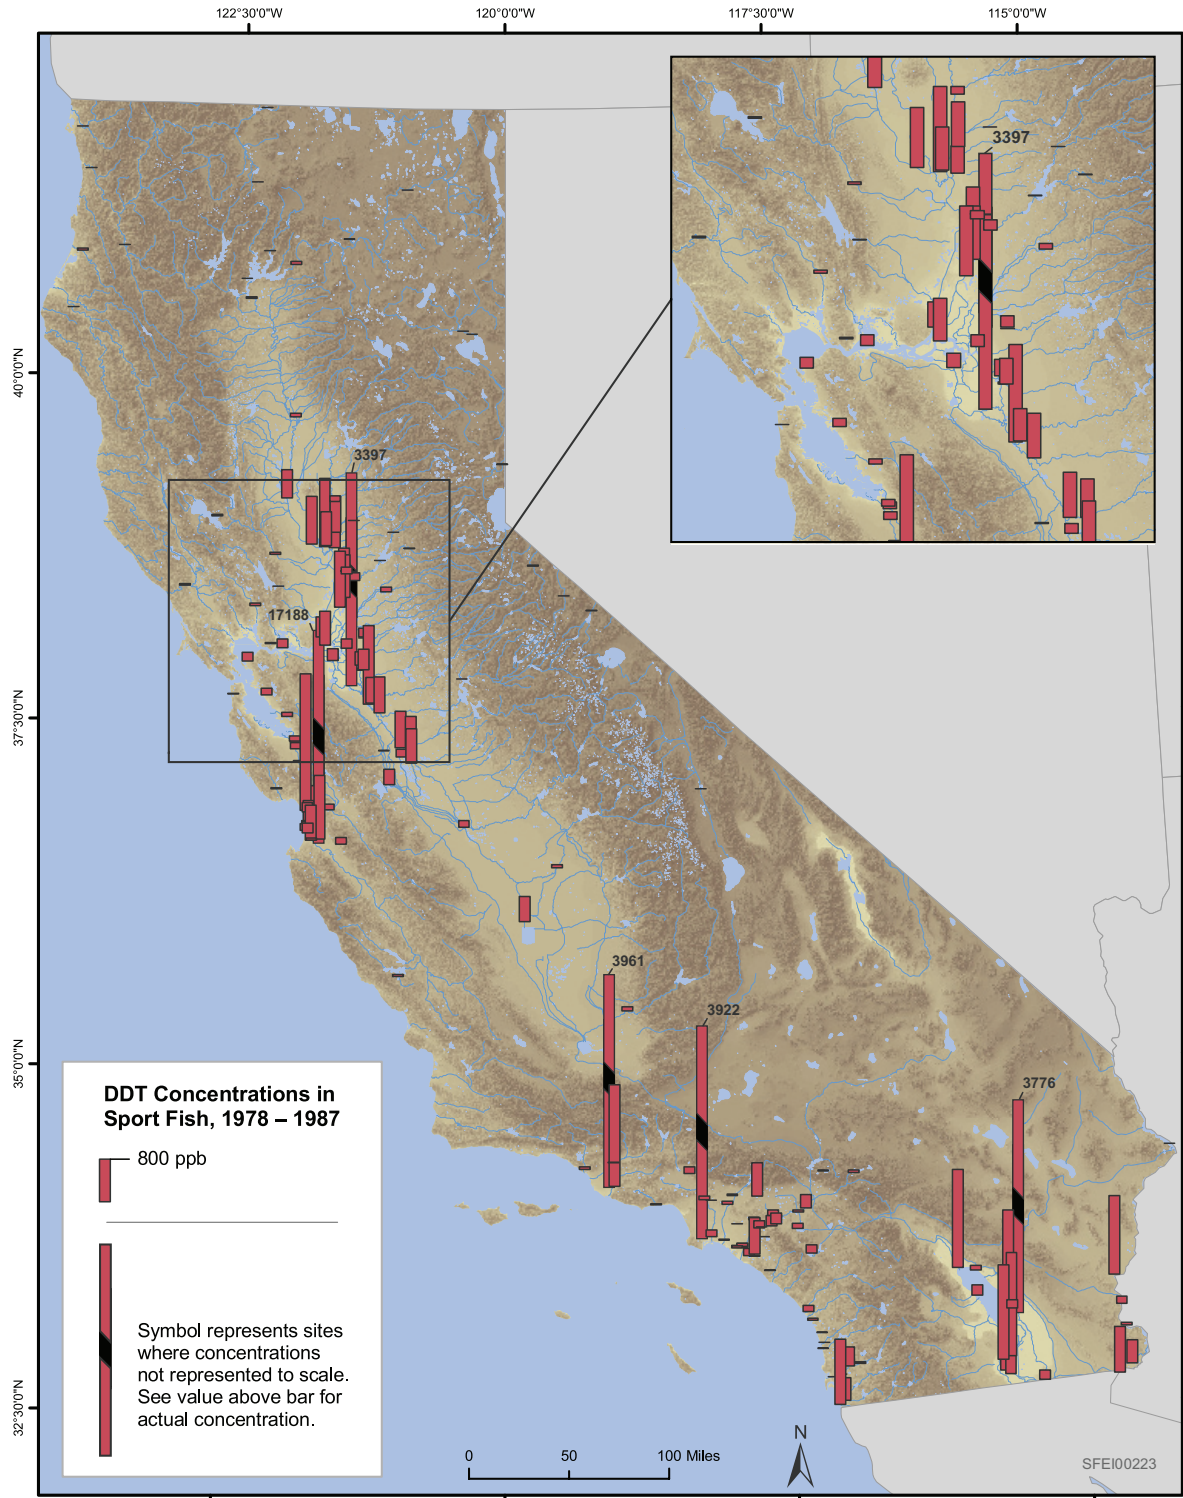 122°30'0"W 120°0'0"W 117°30'0"W 115°0'0"W
3397
40°0'0"N
3397
17188
37°30'0"N
3961
3922
35°0'0"N
3776
DDT Concentrations in
Sport Fish, 1978 – 1987
800 ppb
Symbol represents sites
where concentrations
not represented to scale.
See value above bar for
actual concentration.
32°30'0"N
N
0 50 100 Miles
SFEI00223